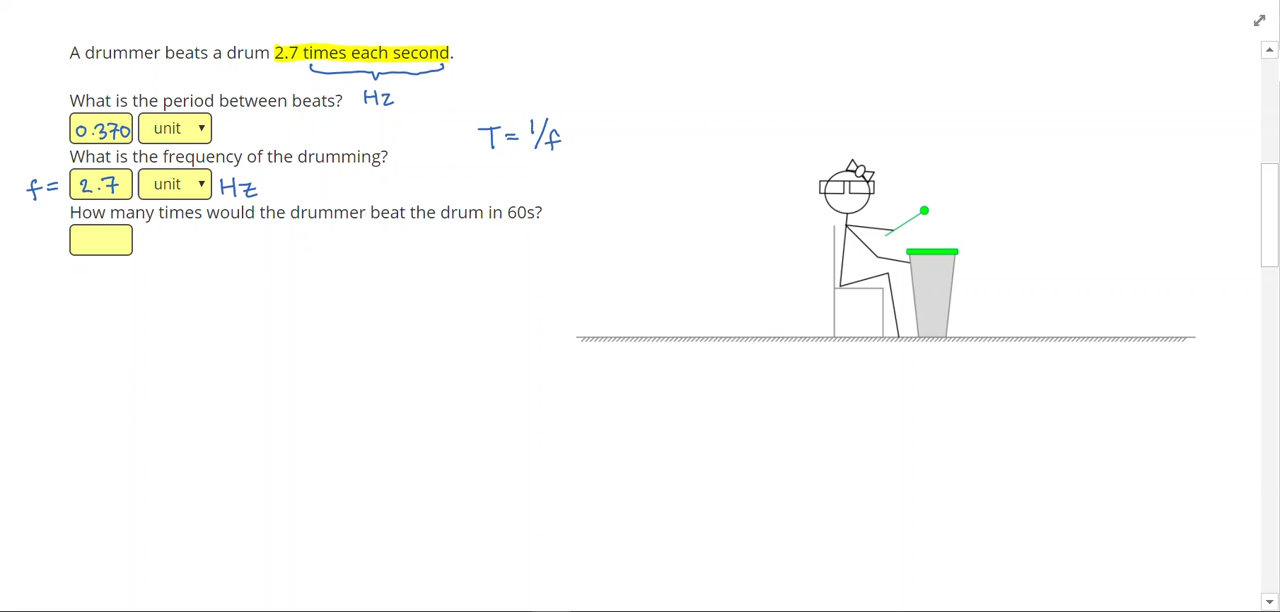 A drummer beats a drum 2.7 times each second.
What is the period between beats? Hz
0.370 unit
T = 1/f
What is the frequency of the drumming?
f = 2.7 unit Hz
How many times would the drummer beat the drum in 60s?